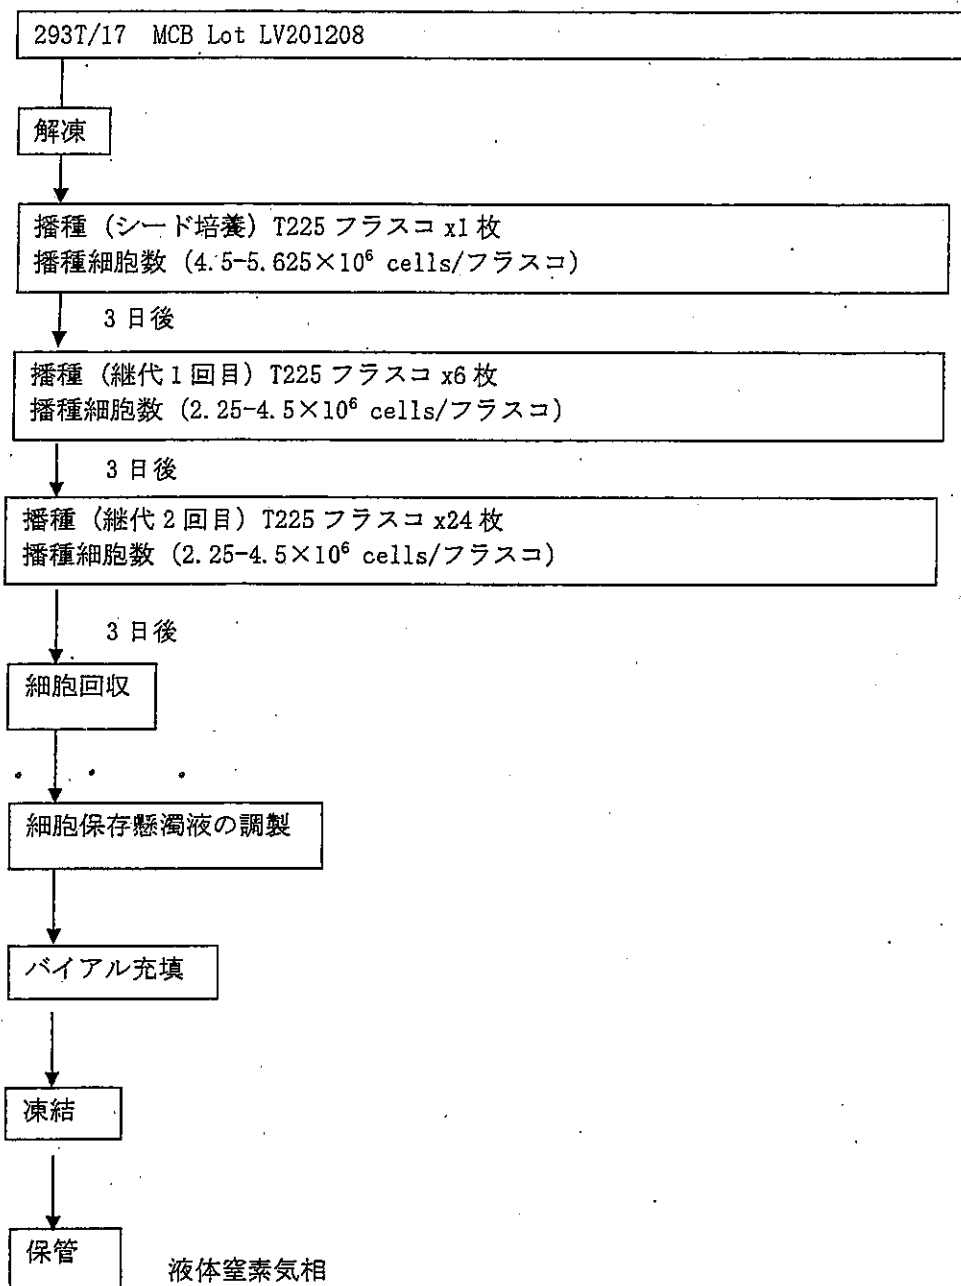 293T/17 MCB Lot LV201208
解凍
播種 (シード培養) T225 フラスコ x1 枚
播種細胞数 (4.5-5.625×10⁶ cells/フラスコ)
3 日後
播種 (継代 1 回目) T225 フラスコ x6 枚
播種細胞数 (2.25-4.5×10⁶ cells/フラスコ)
3 日後
播種 (継代 2 回目) T225 フラスコ x24 枚
播種細胞数 (2.25-4.5×10⁶ cells/フラスコ)
3 日後
細胞回収
細胞保存懸濁液の調製
バイアル充填
凍結
保管
液体窒素気相